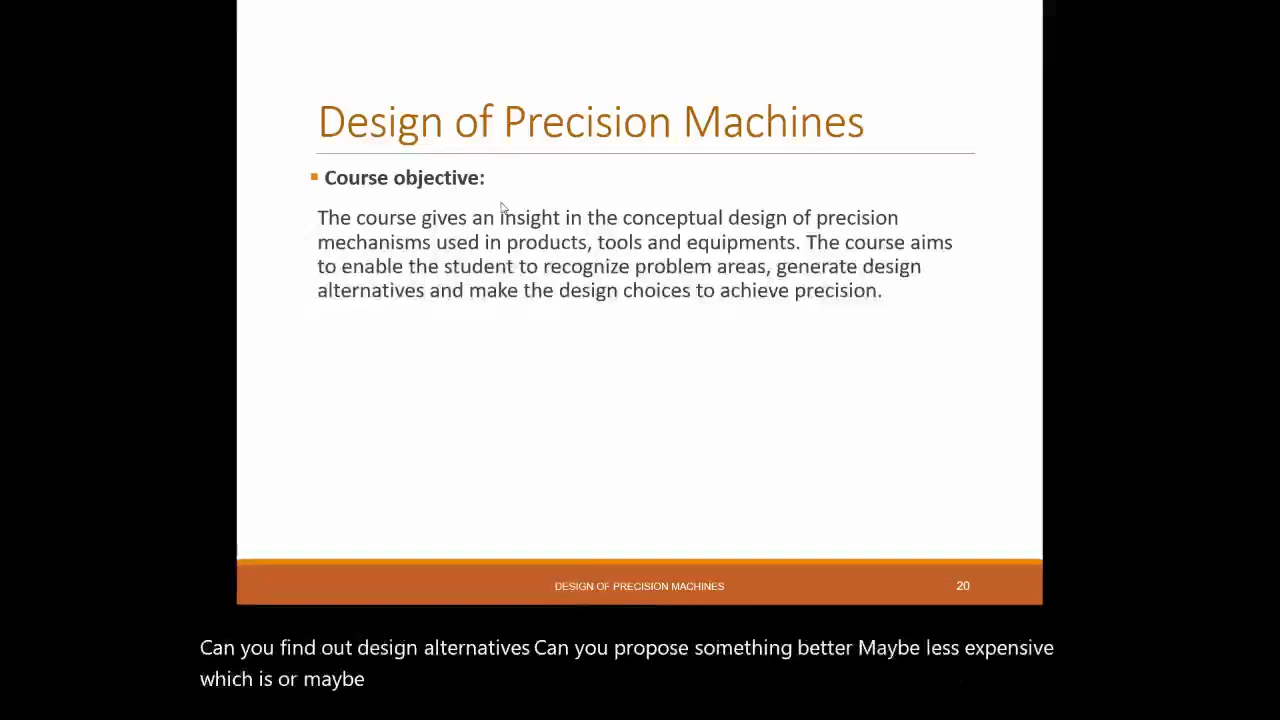 Design of Precision Machines
Course objective:
The course gives an insight in the conceptual design of precision
mechanisms used in products, tools and equipments. The course aims
to enable the student to recognize problem areas, generate design
alternatives and make the design choices to achieve precision.
DESIGN OF PRECISION MACHINES
20
Can you find out design alternatives Can you propose something better Maybe less expensive
which is or maybe